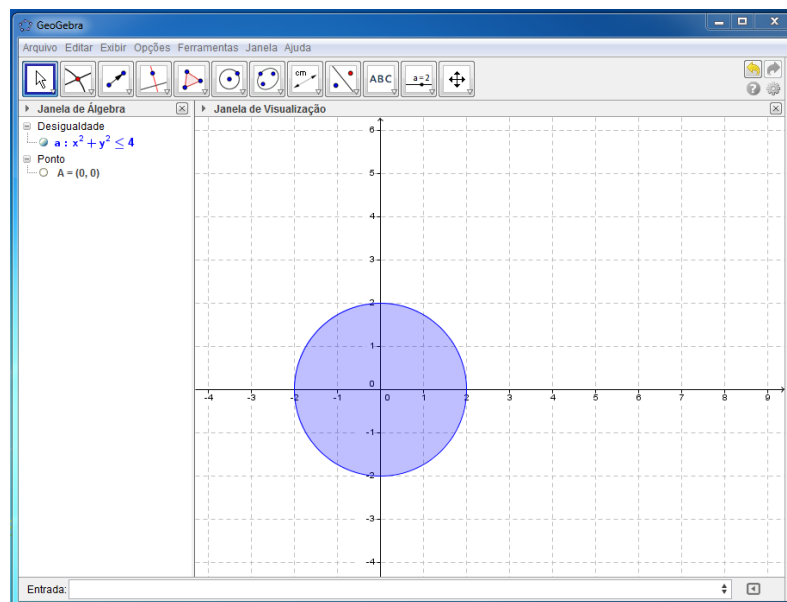 GeoGebra
Arquivo Editar Exibir Opções Ferramentas Janela Ajuda
cm ABC a=2
Janela de Álgebra
Janela de Visualização
Desigualdade
a : x² + y² ≤ 4
Ponto
A = (0, 0)
6
5
4
3
2
1
0
-4 -3 -2 -1 0 1 2 3 4 5 6 7 8 9
-1
-2
-3
-4
Entrada: